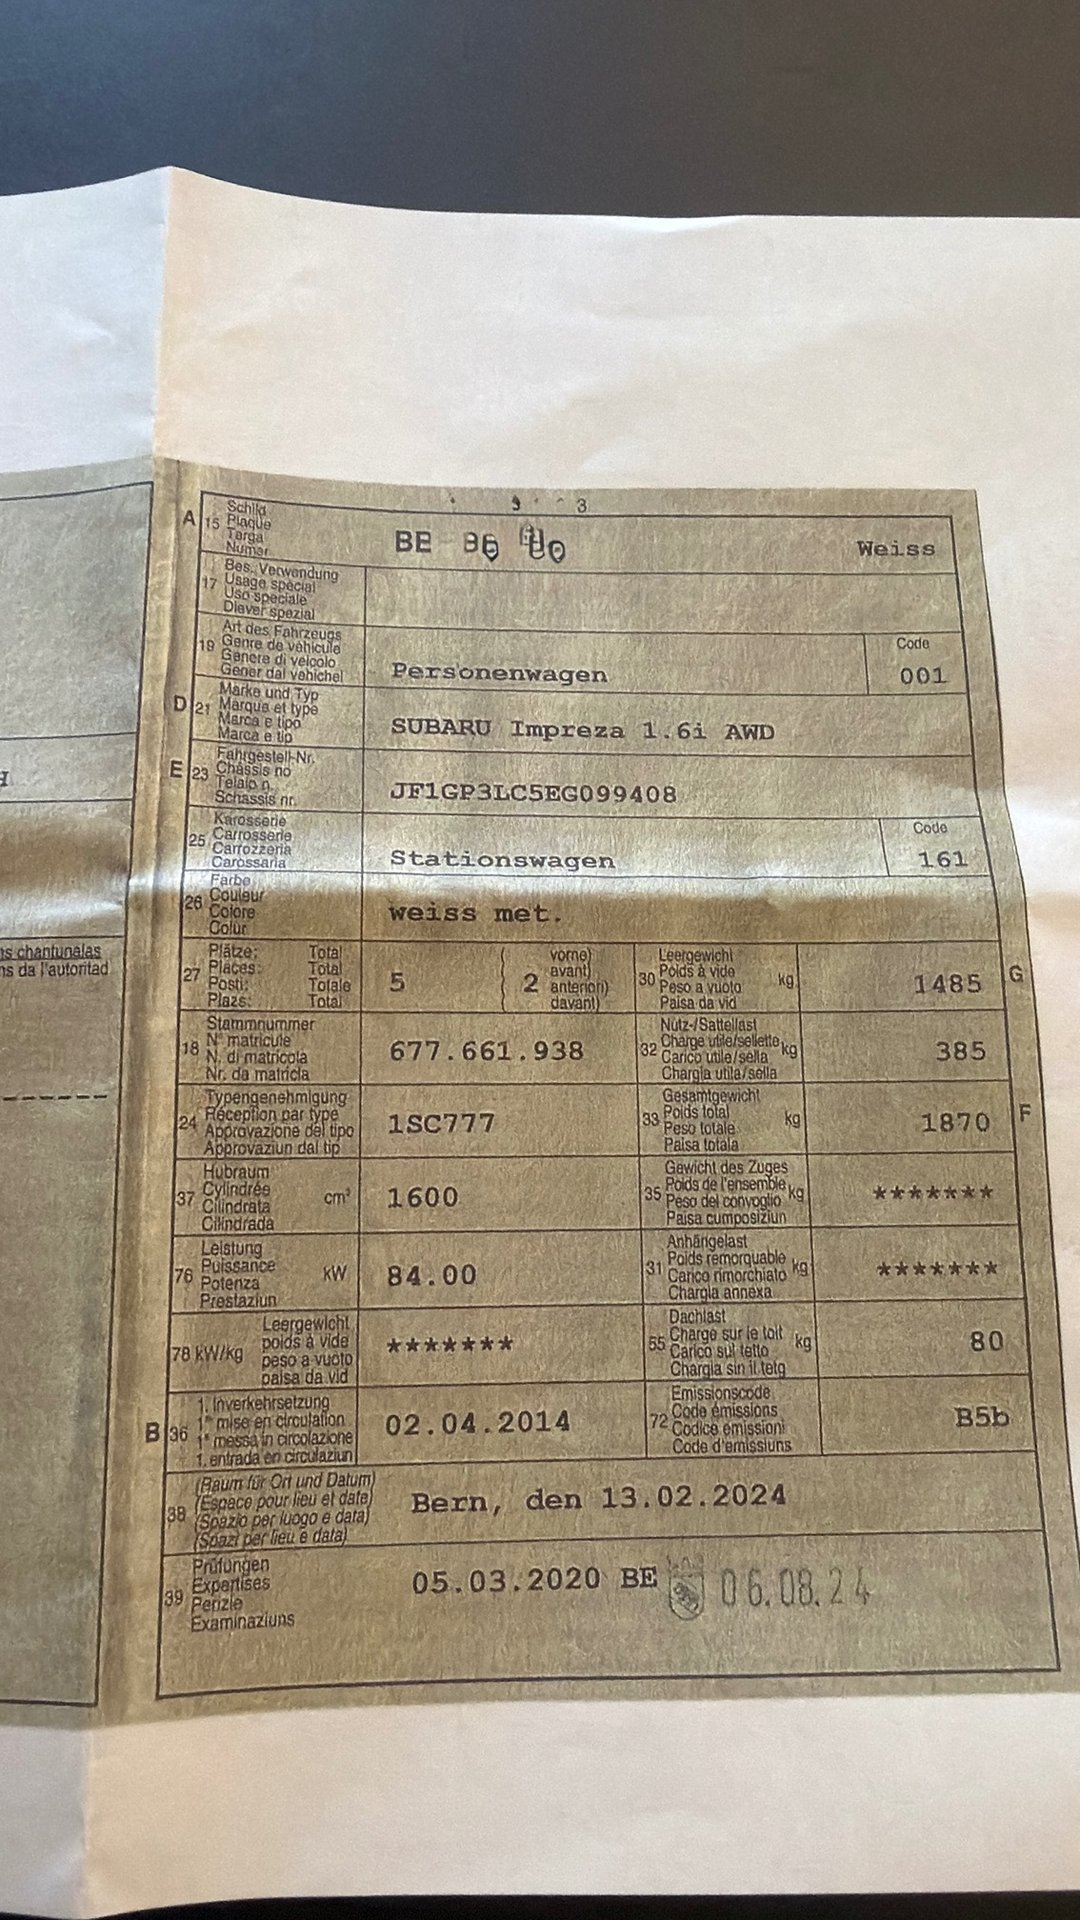 3
A 15 Schild
Plaque
Targa
Numer
BE
Weiss
17 Bes. Verwendung
Usage spécial
Uso speciale
Diever spezial
19 Art des Fahrzeugs
Genre de véhicule
Genere di veicolo
Gener dal vehichel
Personenwagen
Code
001
D 21 Marke und Typ
Marque et type
Marca e tipo
Marca e tip
SUBARU Impreza 1.6i AWD
E 23 Fahrgestell-Nr.
Châssis no
Telaio n.
Schassis nr.
JF1GP3LC5EG099408
25 Karosserie
Carrosserie
Carrozzeria
Carossaria
Stationswagen
Code
161
26 Farbe
Couleur
Colore
Colur
weiss met.
27 Plätze: Total
Places: Total
Posti: Totale
Plazs: Total
5
( 2 vorne)
avant)
anteriori)
davant)
30 Leergewicht
Poids à vide
Peso a vuoto
Paisa da vid
kg
1485
G
18 Stammnummer
N° matricule
N. di matricola
Nr. da matricla
677.661.938
32 Nutz-/Sattellast
Charge utile/sellette
Carico utile/sella
Chargia utila/sella
kg
385
24 Typengenehmigung
Réception par type
Approvazione del tipo
Approvaziun dal tip
1SC777
33 Gesamtgewicht
Poids total
Peso totale
Paisa totala
kg
1870
F
37 Hubraum
Cylindrée
Cilindrata
Cilindrada
cm³
1600
35 Gewicht des Zuges
Poids de l'ensemble
Peso del convoglio
Paisa cumposiziun
kg
*******
76 Leistung
Puissance
Potenza
Prestaziun
kW
84.00
31 Anhängelast
Poids remorquable
Carico rimorchiato
Chargia annexa
kg
*******
78 kW/kg
Leergewicht
poids à vide
peso a vuoto
paisa da vid
*******
55 Dachlast
Charge sur le toit
Carico sul tetto
Chargia sin il tetg
kg
80
B 36 1. Inverkehrsetzung
1re mise en circulation
1a messa in circolazione
1. entrada en circulaziun
02.04.2014
72 Emissionscode
Code émissions
Codice emissioni
Code d'emissiuns
B5b
38 (Raum für Ort und Datum)
(Espace pour lieu et date)
(Spazio per luogo e data)
(Spazi per lieu e data)
Bern, den 13.02.2024
39 Prüfungen
Expertises
Perizie
Examinaziuns
05.03.2020 BE
06.08.24
chantunalas
da l'autoritad